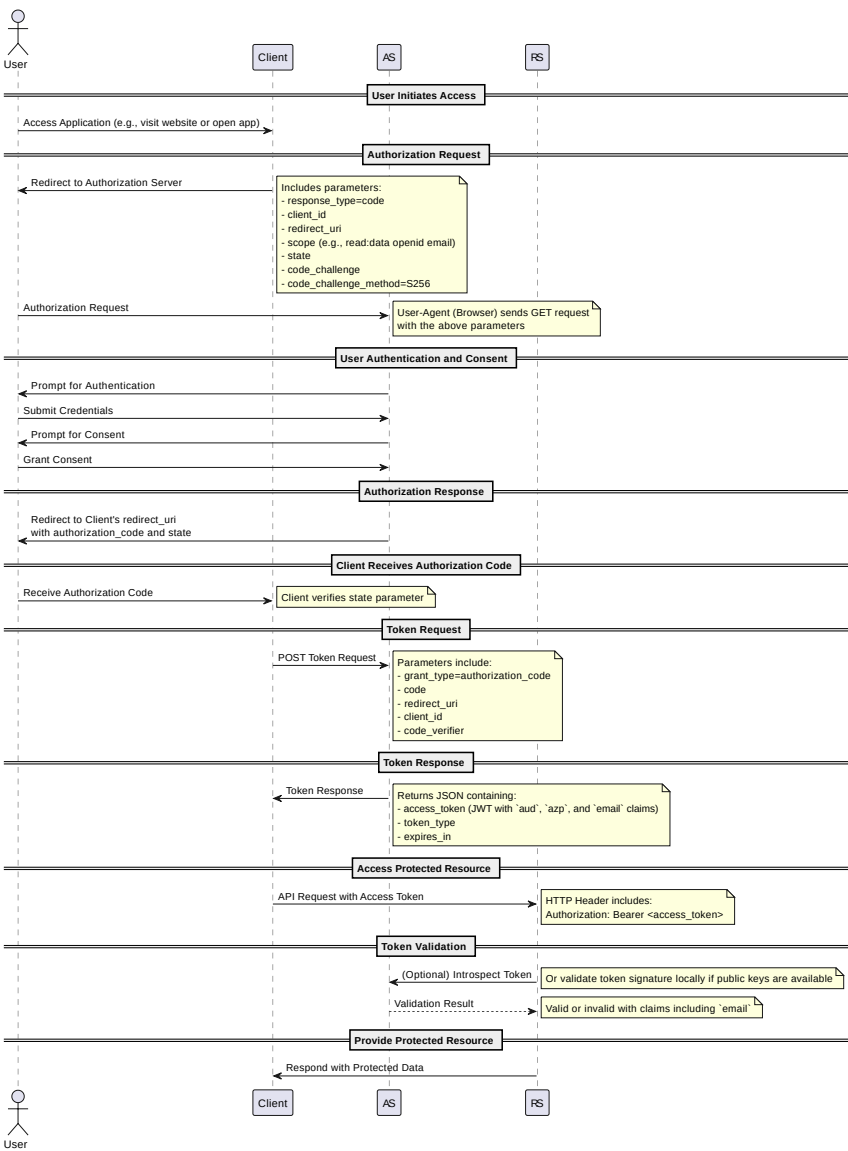 User
Client
AS
RS
User Initiates Access
Access Application (e.g., visit website or open app)
Authorization Request
Redirect to Authorization Server
Includes parameters:
- response_type=code
- client_id
- redirect_uri
- scope (e.g., read:data openid email)
- state
- code_challenge
- code_challenge_method=S256
Authorization Request
User-Agent (Browser) sends GET request
with the above parameters
User Authentication and Consent
Prompt for Authentication
Submit Credentials
Prompt for Consent
Grant Consent
Authorization Response
Redirect to Client's redirect_uri
with authorization_code and state
Client Receives Authorization Code
Receive Authorization Code
Client verifies state parameter
Token Request
POST Token Request
Parameters include:
- grant_type=authorization_code
- code
- redirect_uri
- client_id
- code_verifier
Token Response
Token Response
Returns JSON containing:
- access_token (JWT with `aud`, `azp`, and `email` claims)
- token_type
- expires_in
Access Protected Resource
API Request with Access Token
HTTP Header includes:
Authorization: Bearer <access_token>
Token Validation
(Optional) Introspect Token
Or validate token signature locally if public keys are available
Validation Result
Valid or invalid with claims including `email`
Provide Protected Resource
Respond with Protected Data
User
Client
AS
RS